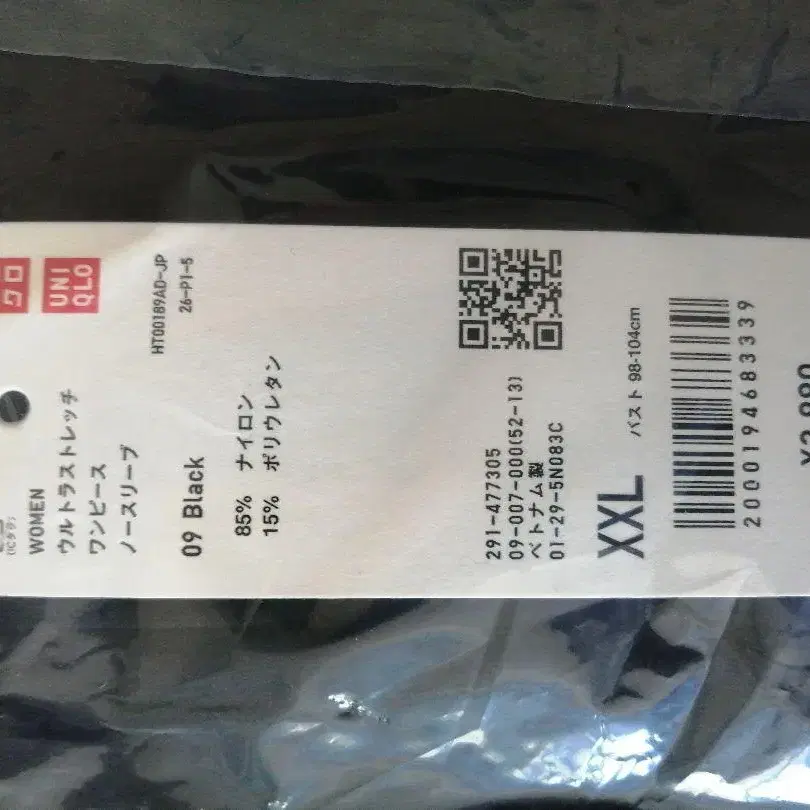 クロ
UNI
QLO
HT00189AD-JP
26-P1-5
WOMEN
ウルトラストレッチ
ワンピース
ノースリーブ
09 Black
85% ナイロン
15% ポリウレタン
291-477305
09-007-000(52-13)
ベトナム製
01-29-5N083C
XXL
バスト 98-104cm
2000194683339